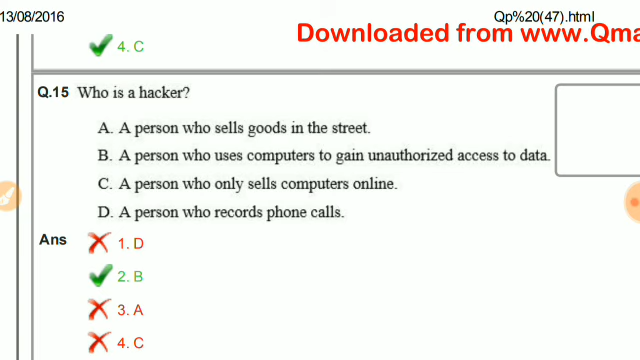 13/08/2016 Qp%20(47).html
Downloaded from www.Qma
4. C
Q.15 Who is a hacker?
A. A person who sells goods in the street.
B. A person who uses computers to gain unauthorized access to data.
C. A person who only sells computers online.
D. A person who records phone calls.
Ans 1. D
2. B
3. A
4. C